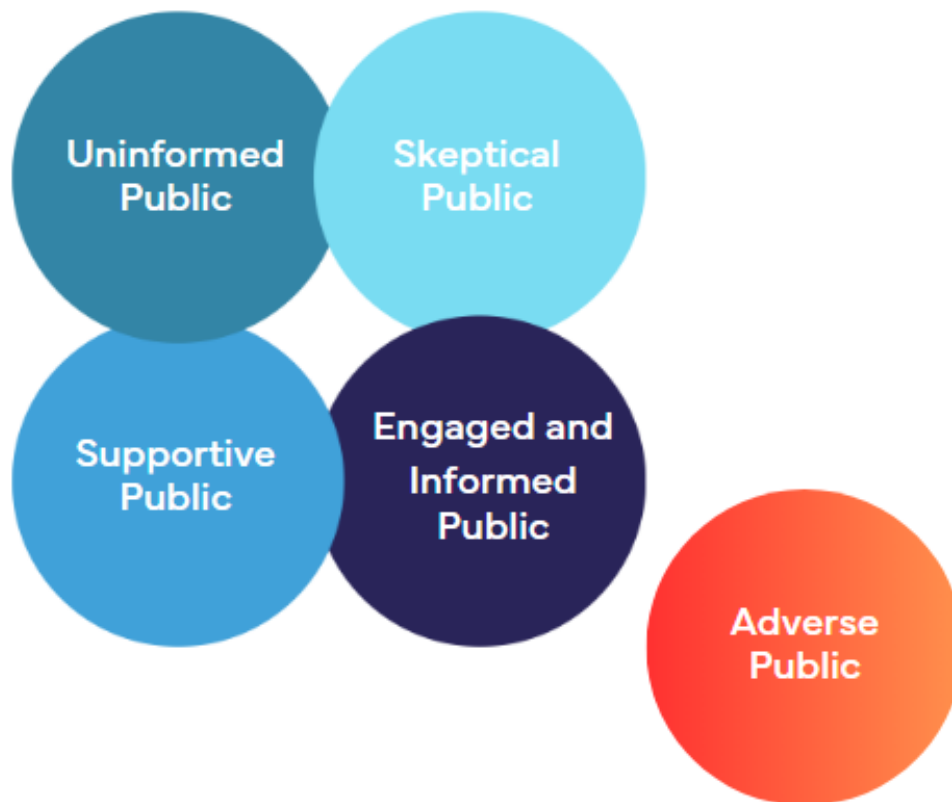 Uninformed
Public
Skeptical
Public
Supportive
Public
Engaged and
Informed
Public
Adverse
Public